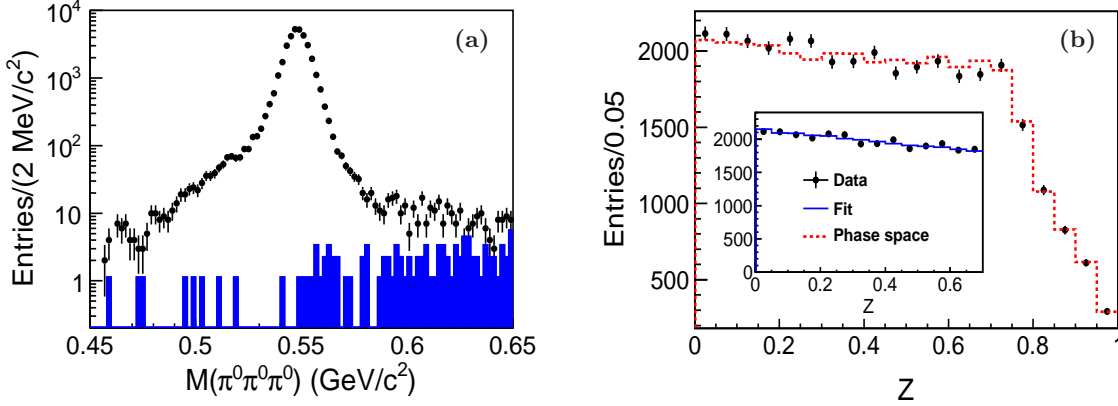 (a)
Entries/(2 MeV/c²)
10⁴
10³
10²
10
1
0.45 0.5 0.55 0.6 0.65
M(π⁰π⁰π⁰) (GeV/c²)
(b)
Entries/0.05
2000
1500
1000
500
0 0.2 0.4 0.6 0.8 1
Z
2000
1500
1000
500
0
0 0.2 0.4 0.6
Z
Data
Fit
Phase space